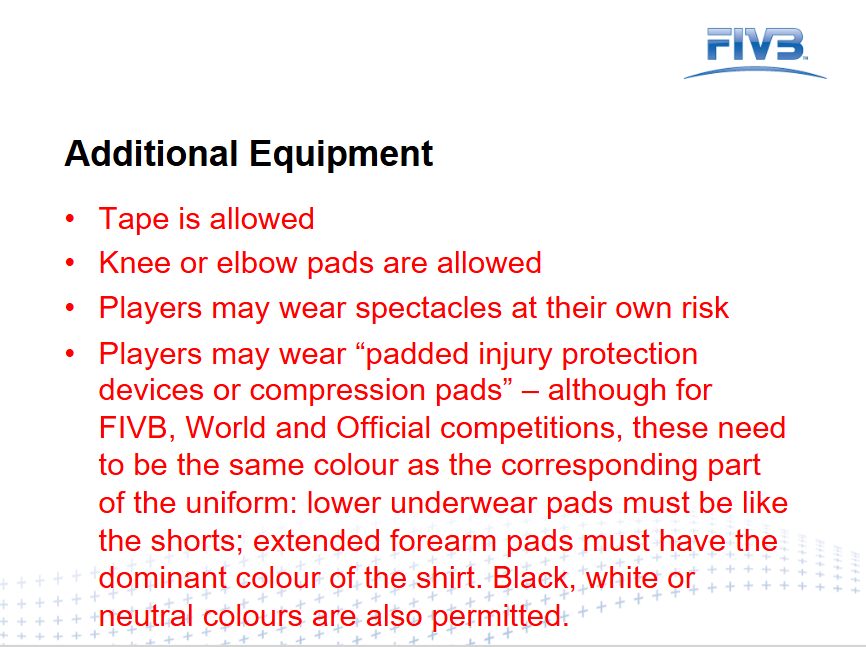 FIVB™
Additional Equipment
• Tape is allowed
• Knee or elbow pads are allowed
• Players may wear spectacles at their own risk
• Players may wear “padded injury protection
devices or compression pads” – although for
FIVB, World and Official competitions, these need
to be the same colour as the corresponding part
of the uniform: lower underwear pads must be like
the shorts; extended forearm pads must have the
dominant colour of the shirt. Black, white or
neutral colours are also permitted.